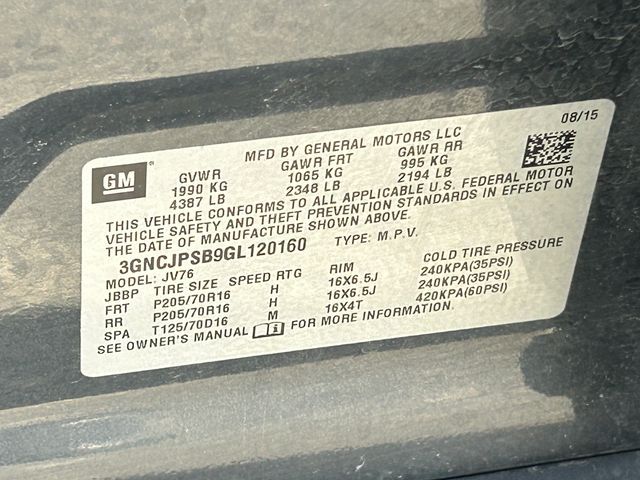 MFD BY GENERAL MOTORS LLC 08/15
GM GVWR GAWR FRT GAWR RR
1990 KG 1065 KG 995 KG
4387 LB 2348 LB 2194 LB
THIS VEHICLE CONFORMS TO ALL APPLICABLE U.S. FEDERAL MOTOR
VEHICLE SAFETY AND THEFT PREVENTION STANDARDS IN EFFECT ON
THE DATE OF MANUFACTURE SHOWN ABOVE.
3GNCJPSB9GL120160 TYPE: M.P.V.
MODEL: JV76
JBBP TIRE SIZE SPEED RTG RIM COLD TIRE PRESSURE
FRT P205/70R16 H 16X6.5J 240KPA(35PSI)
RR P205/70R16 H 16X6.5J 240KPA(35PSI)
SPA T125/70D16 M 16X4T 420KPA(60PSI)
SEE OWNER'S MANUAL FOR MORE INFORMATION.